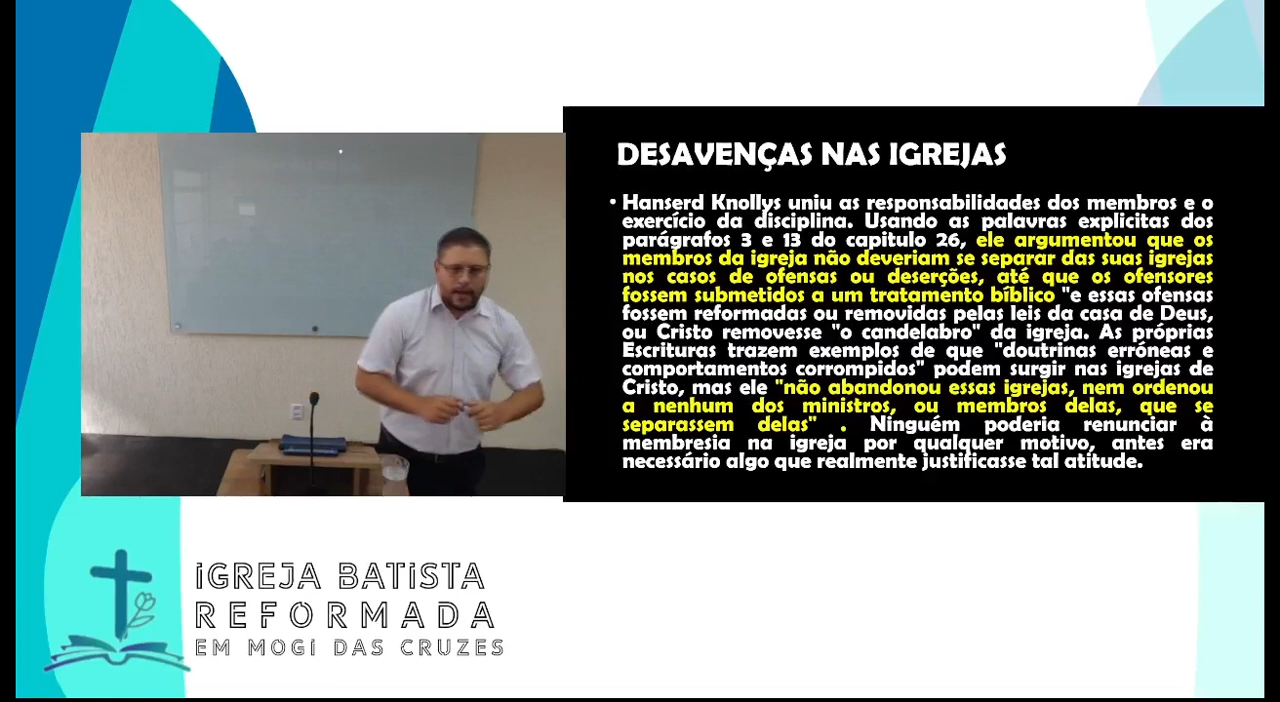 DESAVENÇAS NAS IGREJAS
• Hanserd Knollys uniu as responsabilidades dos membros e o
exercício da disciplina. Usando as palavras explicitas dos
parágrafos 3 e 13 do capitulo 26, ele argumentou que os
membros da igreja não deveriam se separar das suas igrejas
nos casos de ofensas ou deserções, até que os ofensores
fossem submetidos a um tratamento bíblico "e essas ofensas
fossem reformadas ou removidas pelas leis da casa de Deus,
ou Cristo removesse "o candelabro" da igreja. As próprias
Escrituras trazem exemplos de que "doutrinas errôneas e
comportamentos corrompidos" podem surgir nas igrejas de
Cristo, mas ele "não abandonou essas igrejas, nem ordenou
a nenhum dos ministros, ou membros delas, que se
separassem delas" . Ninguém poderia renunciar à
membresia na igreja por qualquer motivo, antes era
necessário algo que realmente justificasse tal atitude.
IGREJA BATISTA
REFORMADA
EM MOGI DAS CRUZES